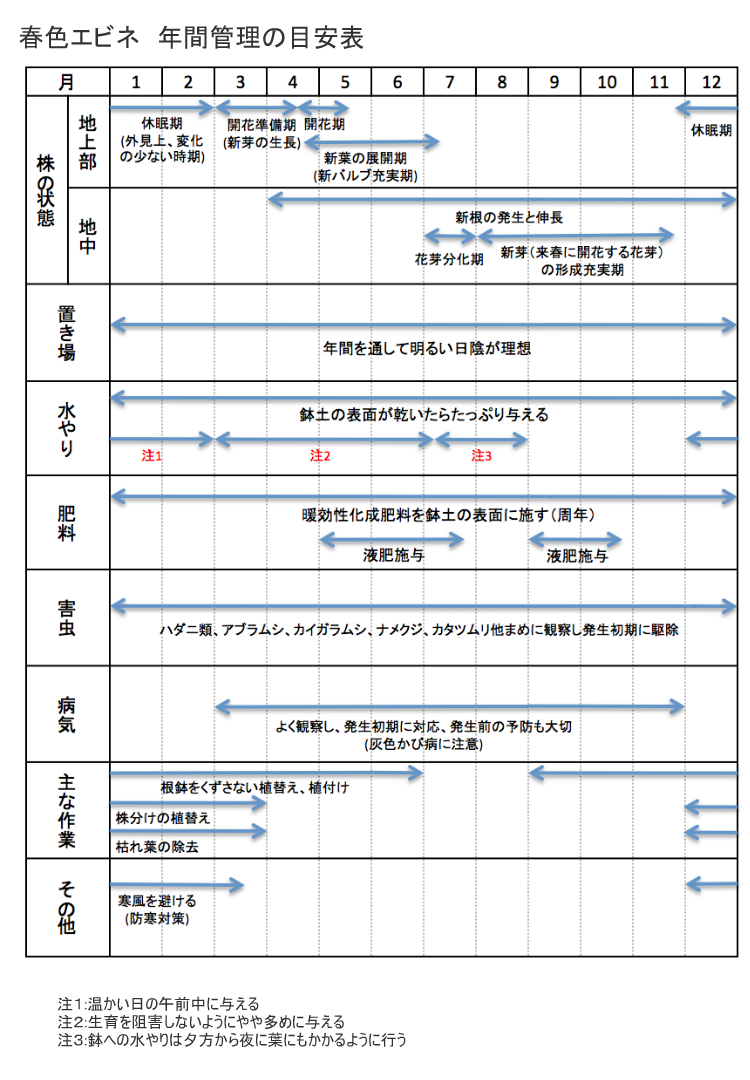 春色エビネ　年間管理の目安表
月 1 2 3 4 5 6 7 8 9 10 11 12
株の状態
地上部
休眠期
(外見上、変化
の少ない時期)
開花準備期
(新芽の生長)
開花期
新葉の展開期
(新バルブ充実期)
休眠期
地中
新根の発生と伸長
花芽分化期
新芽(来春に開花する花芽)
の形成充実期
置き場
年間を通して明るい日陰が理想
水やり
鉢土の表面が乾いたらたっぷり与える
注1 注2 注3
肥料
暖効性化成肥料を鉢土の表面に施す(周年)
液肥施与 液肥施与
害虫
ハダニ類、アブラムシ、カイガラムシ、ナメクジ、カタツムリ他まめに観察し発生初期に駆除
病気
よく観察し、発生初期に対応、発生前の予防も大切
(灰色かび病に注意)
主な作業
根鉢をくずさない植替え、植付け
株分けの植替え
枯れ葉の除去
その他
寒風を避ける
(防寒対策)
注１:温かい日の午前中に与える
注２:生育を阻害しないようにやや多めに与える
注３:鉢への水やりは夕方から夜に葉にもかかるように行う